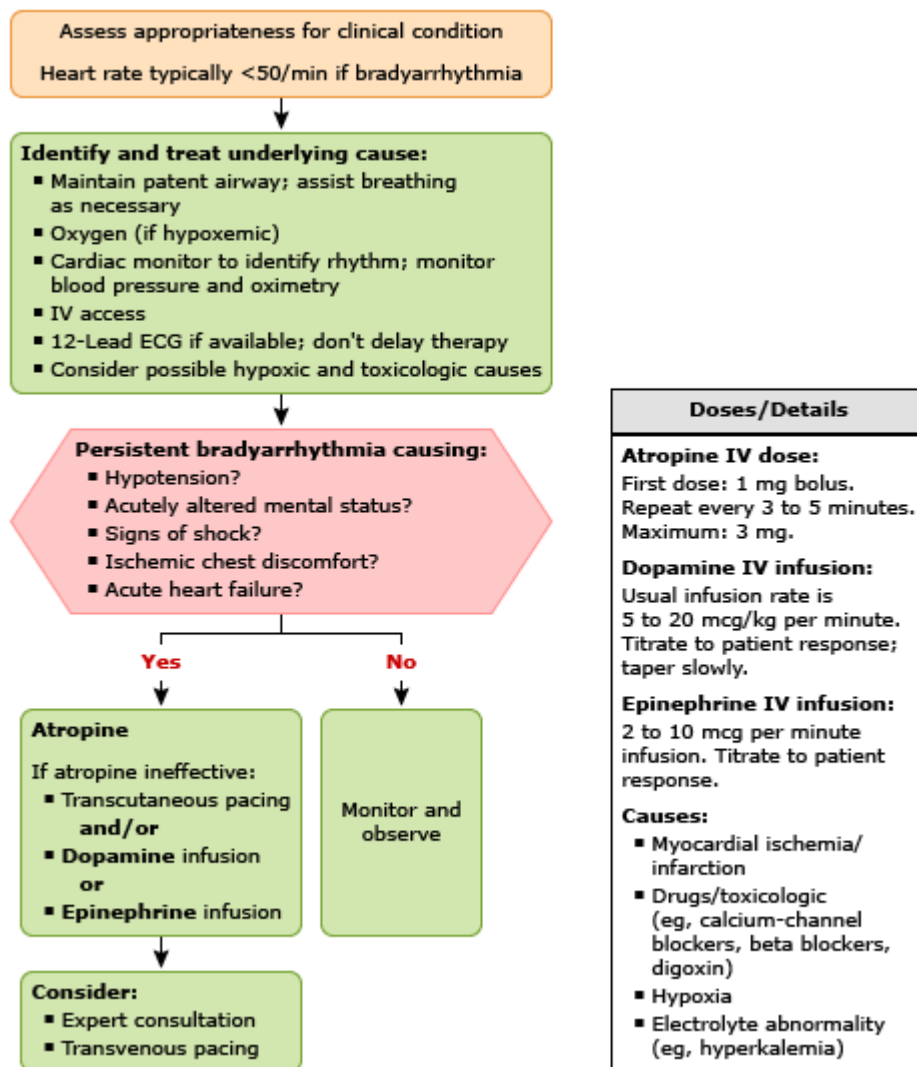 Assess appropriateness for clinical condition
Heart rate typically <50/min if bradyarrhythmia
Identify and treat underlying cause:
▪ Maintain patent airway; assist breathing
as necessary
▪ Oxygen (if hypoxemic)
▪ Cardiac monitor to identify rhythm; monitor
blood pressure and oximetry
▪ IV access
▪ 12-Lead ECG if available; don't delay therapy
▪ Consider possible hypoxic and toxicologic causes
Persistent bradyarrhythmia causing:
▪ Hypotension?
▪ Acutely altered mental status?
▪ Signs of shock?
▪ Ischemic chest discomfort?
▪ Acute heart failure?
Yes
No
Atropine
If atropine ineffective:
▪ Transcutaneous pacing
and/or
▪ Dopamine infusion
or
▪ Epinephrine infusion
Monitor and
observe
Consider:
▪ Expert consultation
▪ Transvenous pacing
Doses/Details
Atropine IV dose:
First dose: 1 mg bolus.
Repeat every 3 to 5 minutes.
Maximum: 3 mg.
Dopamine IV infusion:
Usual infusion rate is
5 to 20 mcg/kg per minute.
Titrate to patient response;
taper slowly.
Epinephrine IV infusion:
2 to 10 mcg per minute
infusion. Titrate to patient
response.
Causes:
▪ Myocardial ischemia/
infarction
▪ Drugs/toxicologic
(eg, calcium-channel
blockers, beta blockers,
digoxin)
▪ Hypoxia
▪ Electrolyte abnormality
(eg, hyperkalemia)